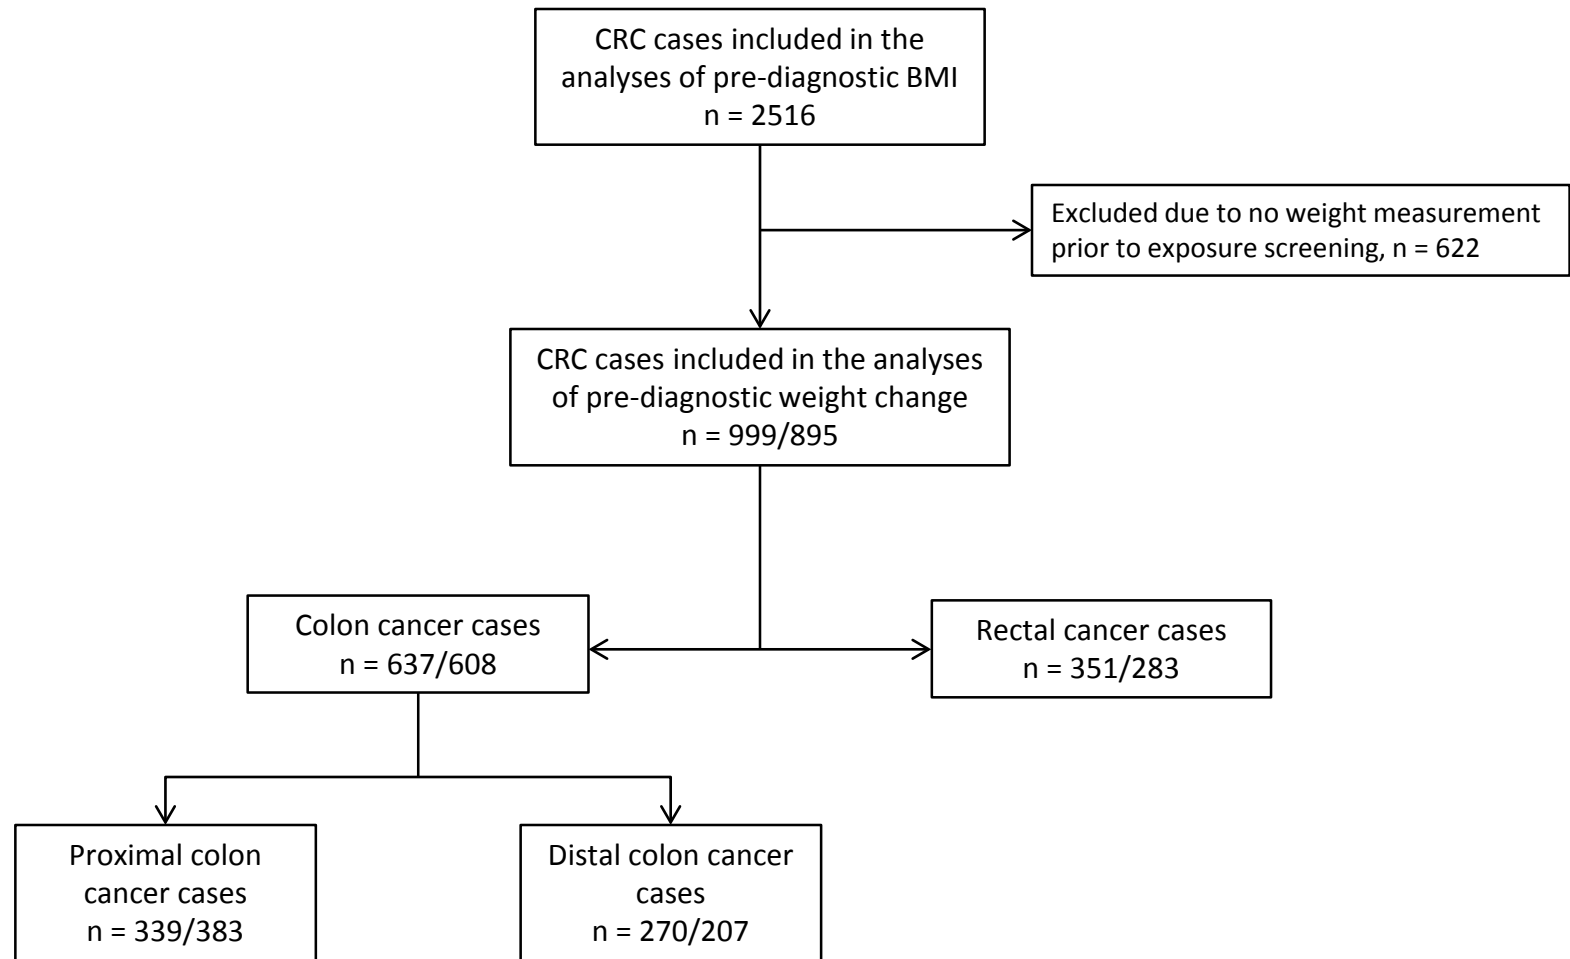 CRC cases included in the
analyses of pre-diagnostic BMI
n = 2516
Excluded due to no weight measurement
prior to exposure screening, n = 622
CRC cases included in the analyses
of pre-diagnostic weight change
n = 999/895
Colon cancer cases
n = 637/608
Rectal cancer cases
n = 351/283
Proximal colon
cancer cases
n = 339/383
Distal colon cancer
cases
n = 270/207